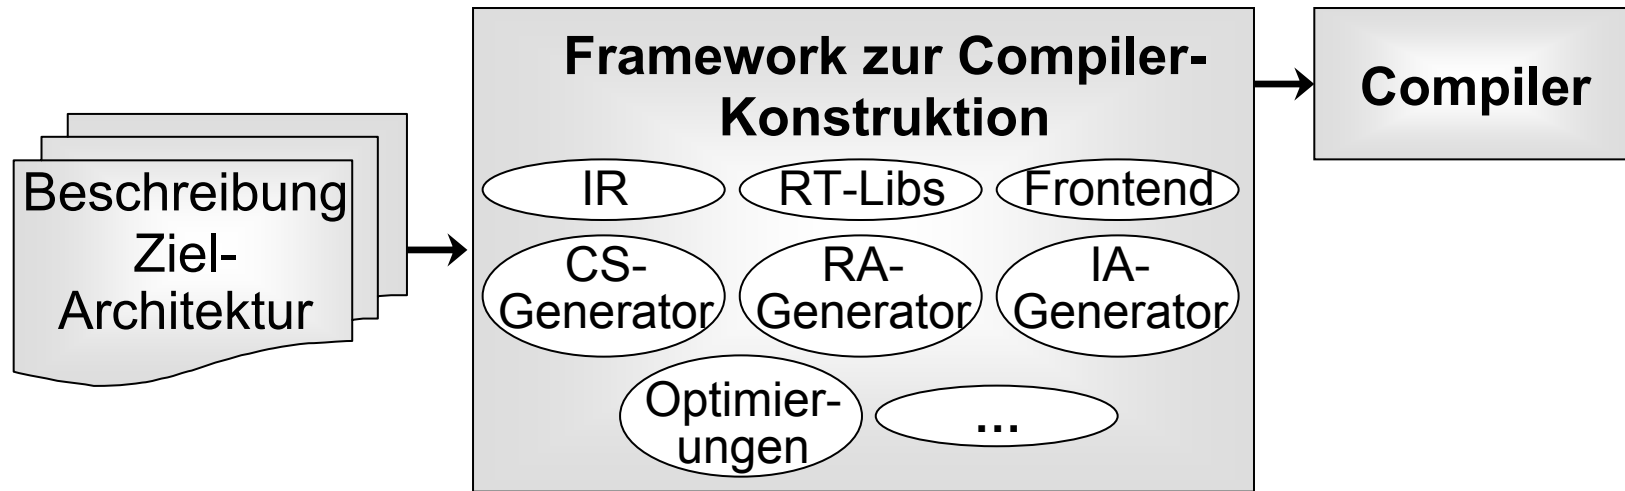 Beschreibung
Ziel-
Architektur
Framework zur Compiler-
Konstruktion
IR
RT-Libs
Frontend
CS-
Generator
RA-
Generator
IA-
Generator
Optimier-
ungen
...
Compiler